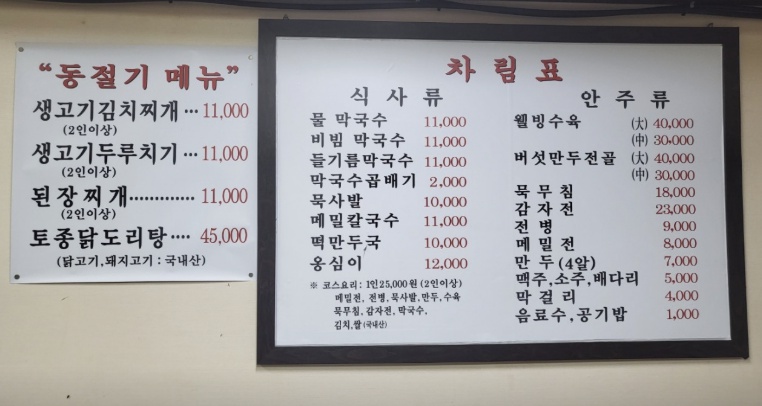 “동절기 메뉴”
생고기김치찌개 ··· 11,000
(2인이상)
생고기두루치기 ··· 11,000
(2인이상)
된장찌개············· 11,000
(2인이상)
토종닭도리탕···· 45,000
(닭고기,돼지고기 : 국내산)
차림표
식사류
물 막국수 11,000
비빔 막국수 11,000
들기름막국수 11,000
막국수곱배기 2,000
묵사발 10,000
메밀칼국수 11,000
떡만두국 10,000
옹심이 12,000
※ 코스요리 : 1인25,000원 (2인이상)
메밀전, 전병, 묵사발, 만두, 수육
묵무침, 감자전, 막국수,
김치,쌀(국내산)
안주류
웰빙수육 (大) 40,000
(中) 30,000
버섯만두전골 (大) 40,000
(中) 30,000
묵무침 18,000
감자전 23,000
전병 9,000
메밀전 8,000
만두(4알) 7,000
맥주,소주,배다리 5,000
막걸리 4,000
음료수,공기밥 1,000